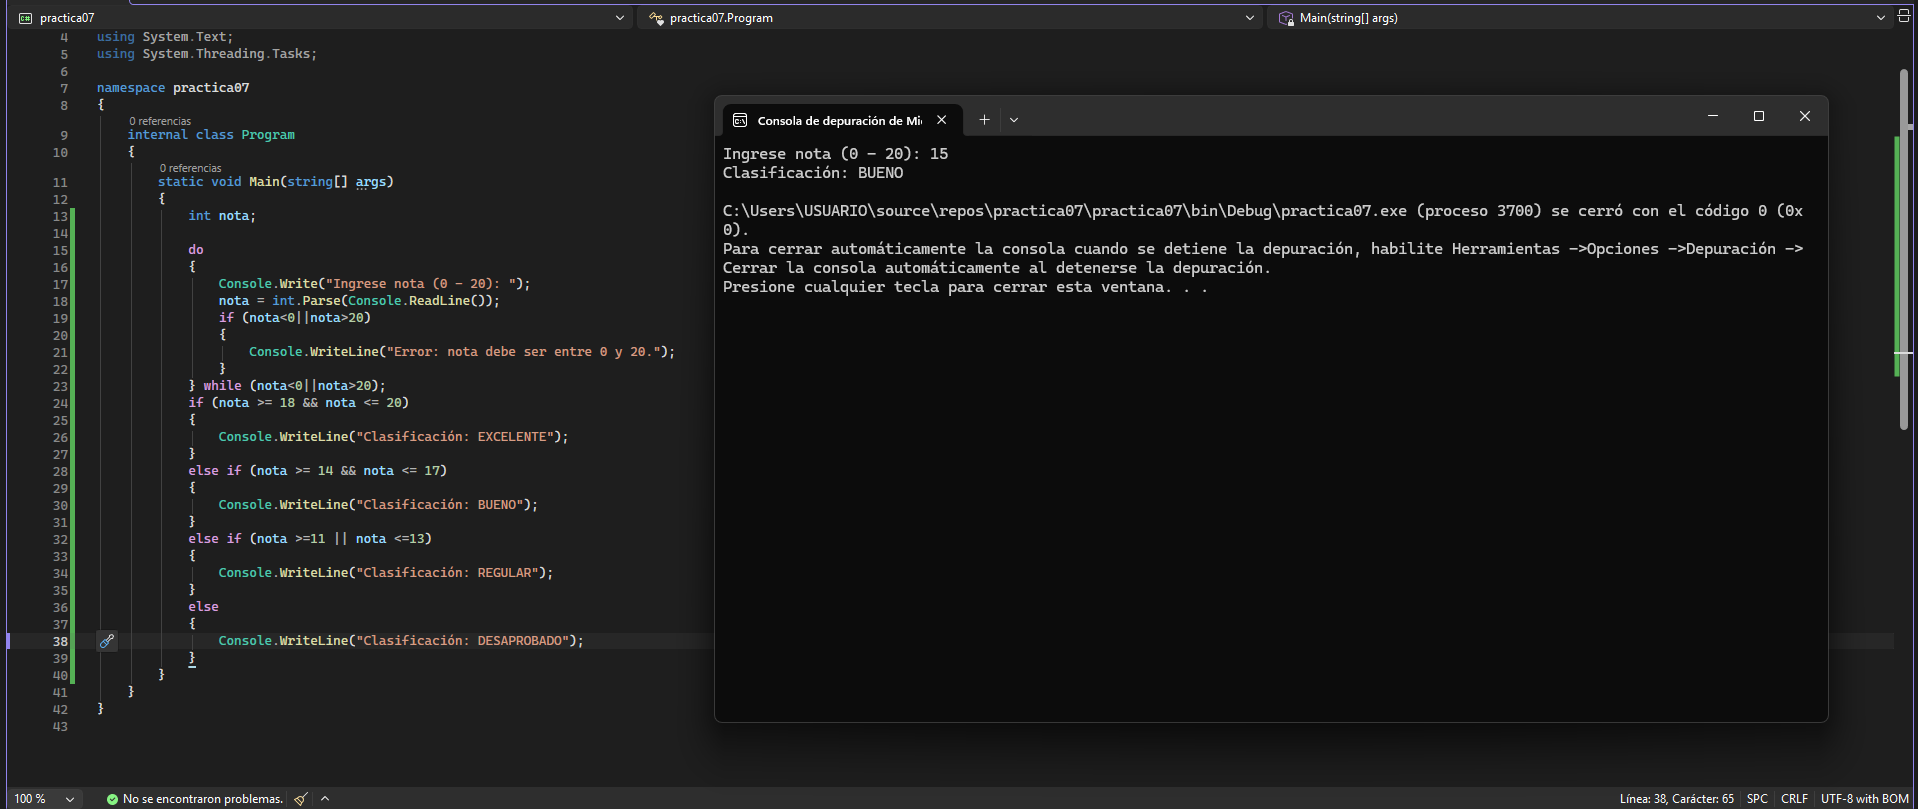 practica07
practica07.Program
Main(string[] args)
4 using System.Text;
5 using System.Threading.Tasks;
6
7 namespace practica07
8 {
0 referencias
9 internal class Program
10 {
0 referencias
11 static void Main(string[] args)
12 {
13 int nota;
14
15 do
16 {
17 Console.Write("Ingrese nota (0 - 20): ");
18 nota = int.Parse(Console.ReadLine());
19 if (nota<0||nota>20)
20 {
21 Console.WriteLine("Error: nota debe ser entre 0 y 20.");
22 }
23 } while (nota<0||nota>20);
24 if (nota >= 18 && nota <= 20)
25 {
26 Console.WriteLine("Clasificación: EXCELENTE");
27 }
28 else if (nota >= 14 && nota <= 17)
29 {
30 Console.WriteLine("Clasificación: BUENO");
31 }
32 else if (nota >=11 || nota <=13)
33 {
34 Console.WriteLine("Clasificación: REGULAR");
35 }
36 else
37 {
38 Console.WriteLine("Clasificación: DESAPROBADO");
39 }
40 }
41 }
42 }
43
Consola de depuración de Mi
Ingrese nota (0 - 20): 15
Clasificación: BUENO
C:\Users\USUARIO\source\repos\practica07\practica07\bin\Debug\practica07.exe (proceso 3700) se cerró con el código 0 (0x
0).
Para cerrar automáticamente la consola cuando se detiene la depuración, habilite Herramientas ->Opciones ->Depuración ->
Cerrar la consola automáticamente al detenerse la depuración.
Presione cualquier tecla para cerrar esta ventana. . .
100 %
No se encontraron problemas.
Línea: 38, Carácter: 65 SPC CRLF UTF-8 with BOM